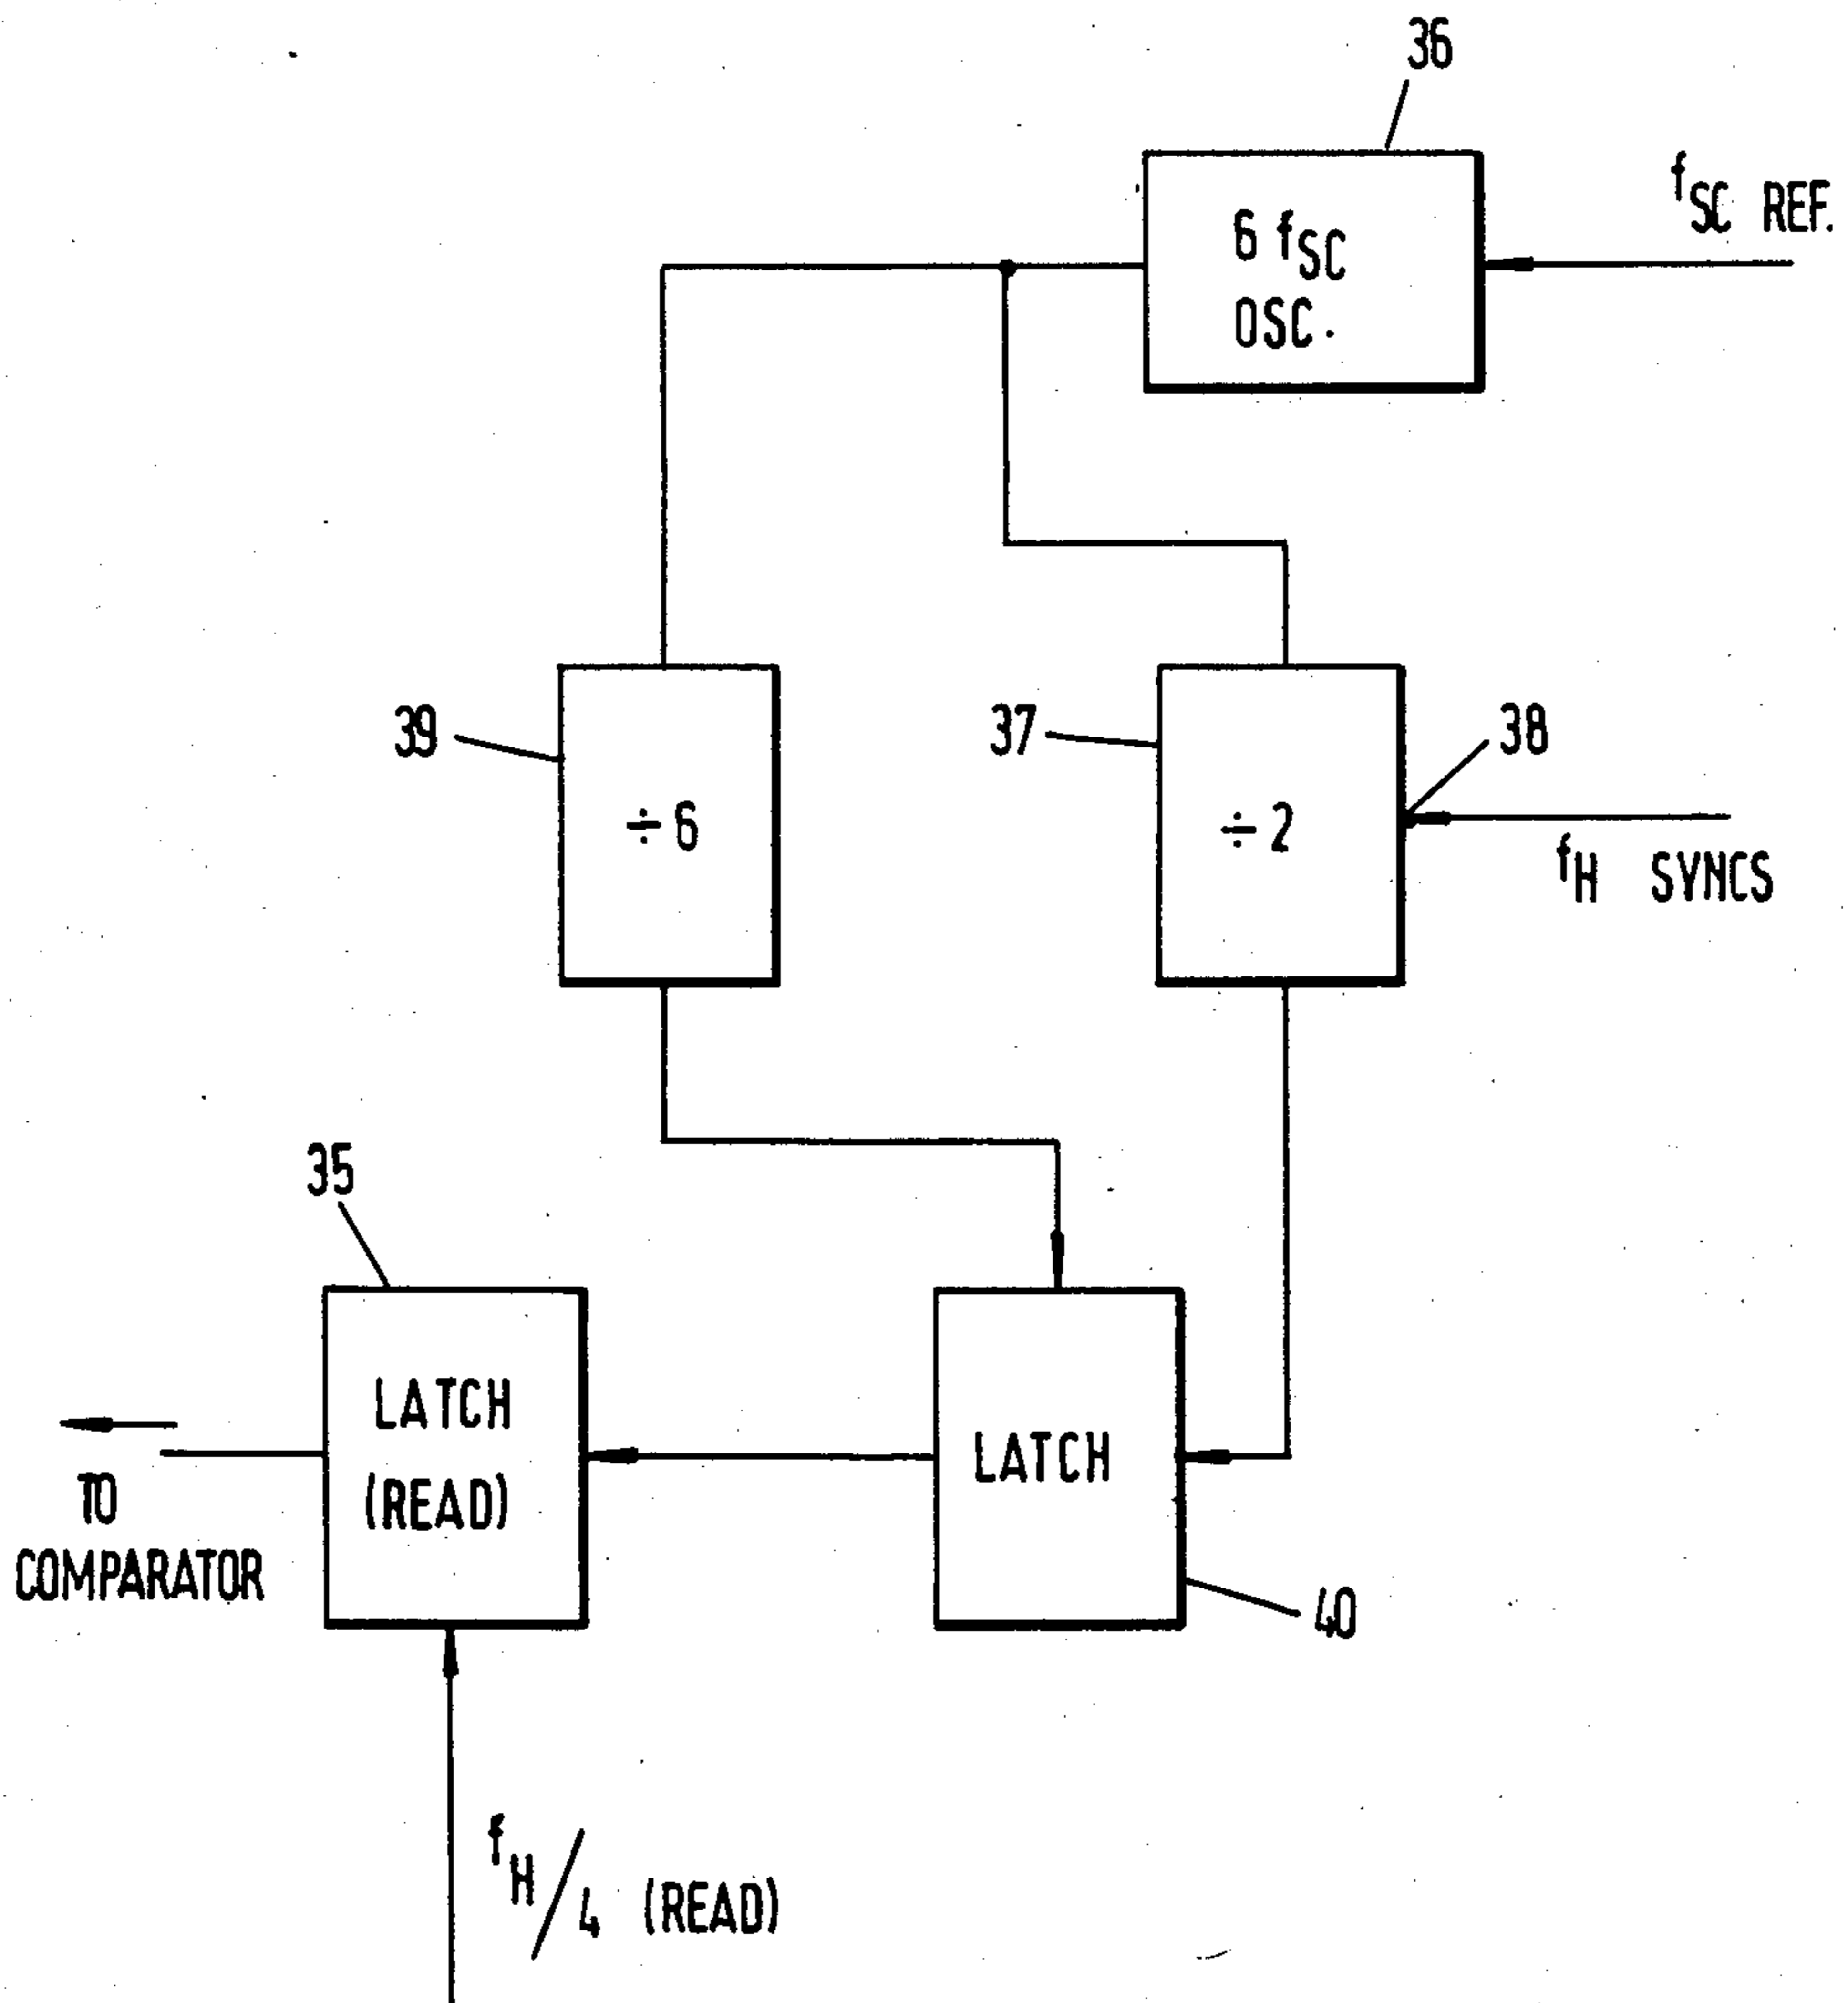 36
fSC REF.
6 fSC
OSC.
39
37
38
÷6
÷2
fH SYNCS
35
LATCH
(READ)
LATCH
TO
COMPARATOR
40
fH/4 (READ)